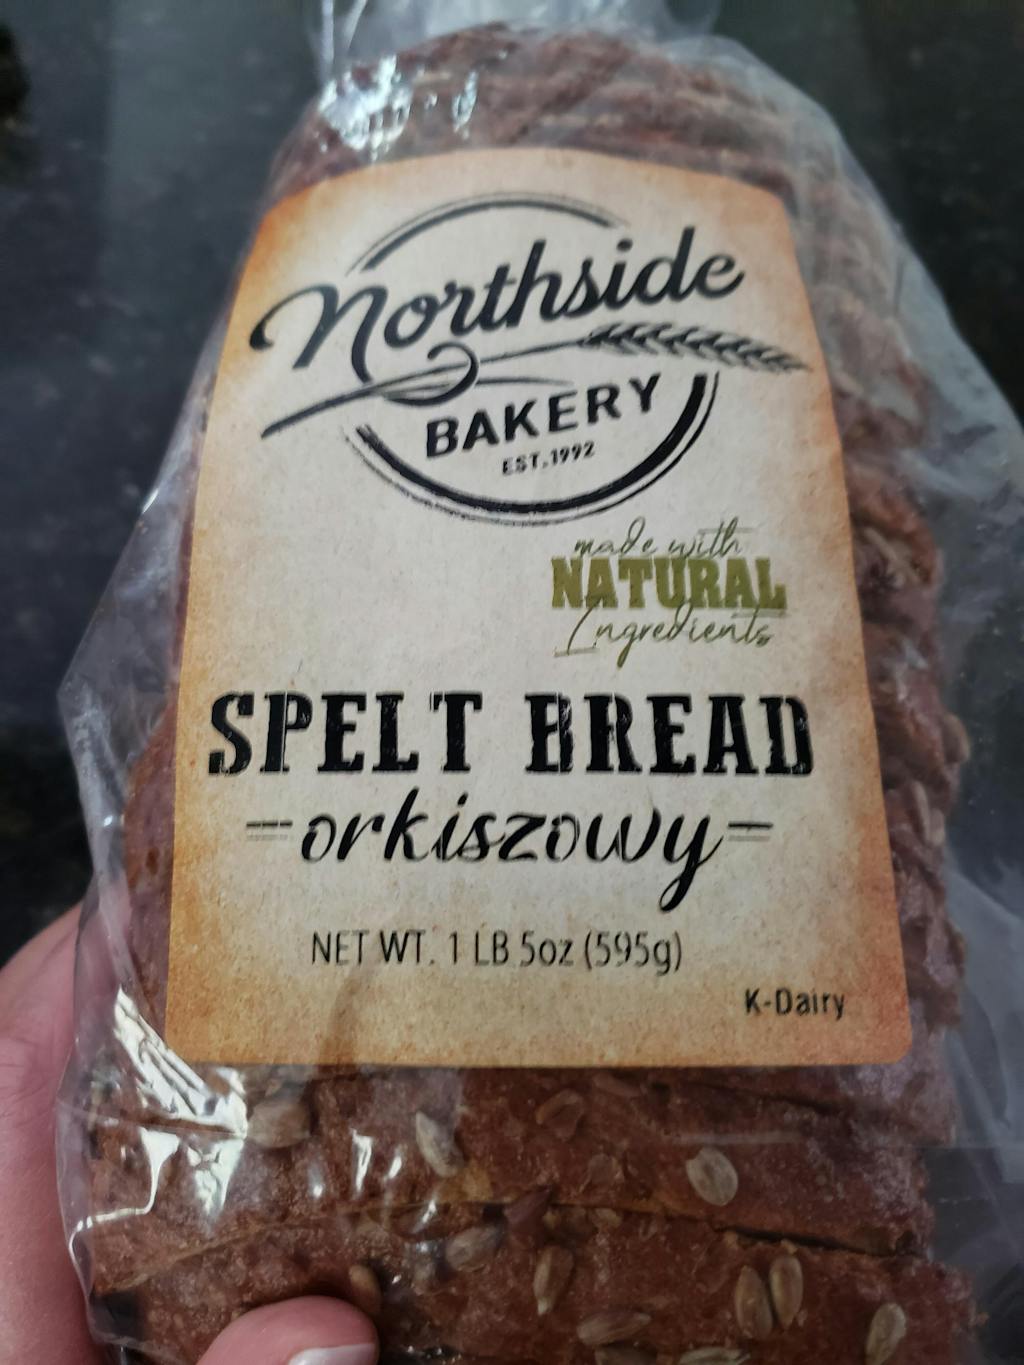 Northside
BAKERY
EST. 1992
made with
NATURAL
Ingredients
SPELT BREAD
orkiszowy
NET WT. 1 LB 5oz (595g)
K-Dairy